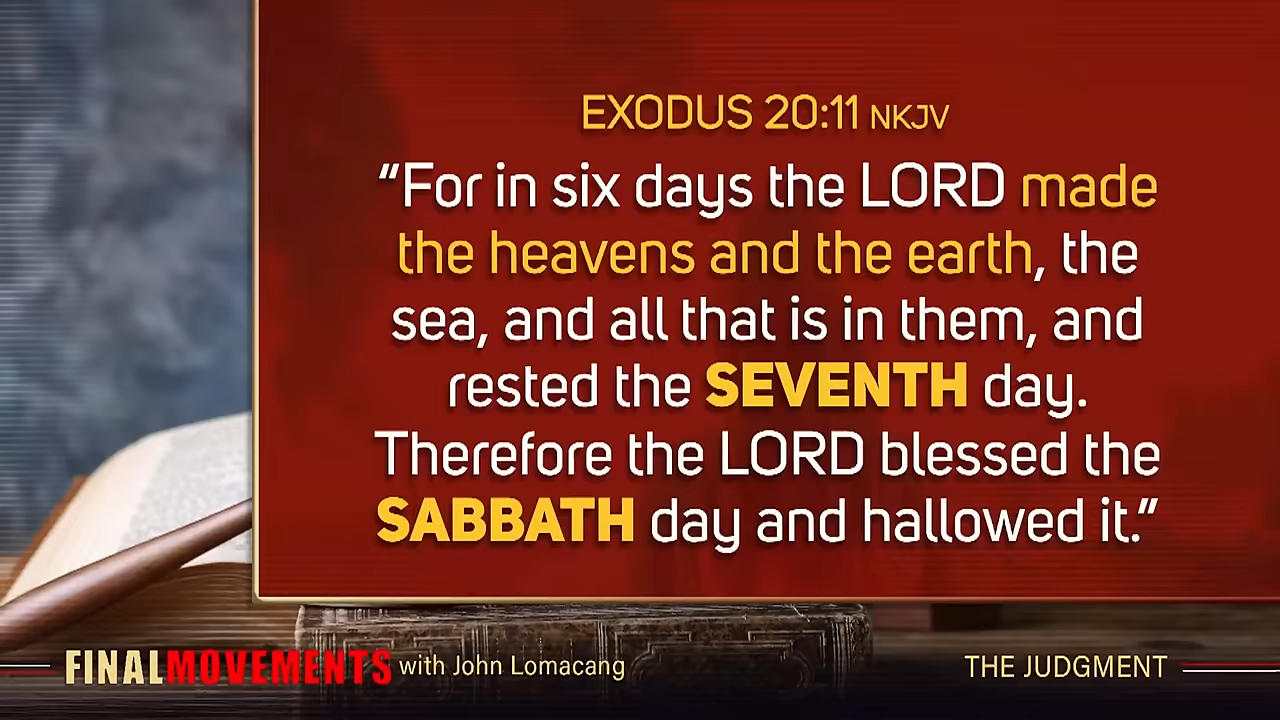 EXODUS 20:11 NKJV
“For in six days the LORD made
the heavens and the earth, the
sea, and all that is in them, and
rested the SEVENTH day.
Therefore the LORD blessed the
SABBATH day and hallowed it.”
FINALMOVEMENTS with John Lomacang
THE JUDGMENT